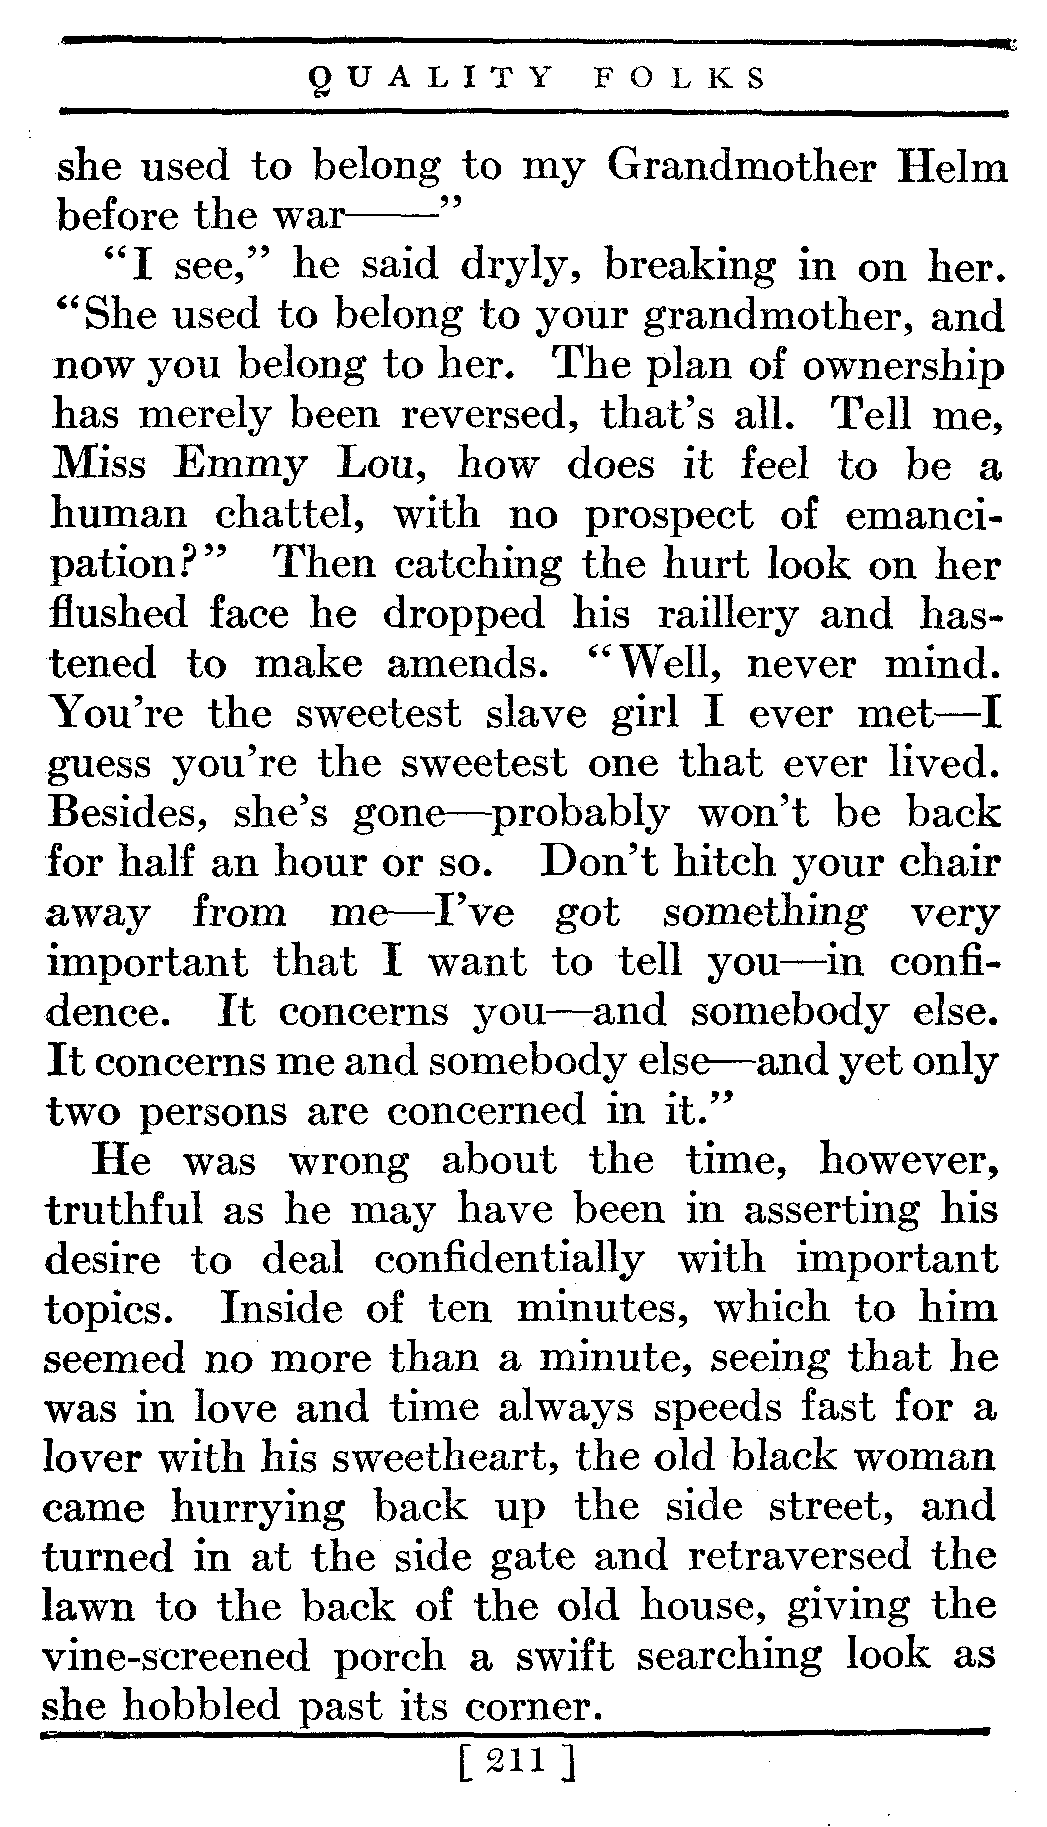 QUALITY FOLKS
she used to belong to my Grandmother Helm
before the war——"
"I see," he said dryly, breaking in on her.
"She used to belong to your grandmother, and
now you belong to her. The plan of ownership
has merely been reversed, that's all. Tell me,
Miss Emmy Lou, how does it feel to be a
human chattel, with no prospect of emanci-
pation?" Then catching the hurt look on her
flushed face he dropped his raillery and has-
tened to make amends. "Well, never mind.
You're the sweetest slave girl I ever met—I
guess you're the sweetest one that ever lived.
Besides, she's gone—probably won't be back
for half an hour or so. Don't hitch your chair
away from me—I've got something very
important that I want to tell you—in confi-
dence. It concerns you—and somebody else.
It concerns me and somebody else—and yet only
two persons are concerned in it."
He was wrong about the time, however,
truthful as he may have been in asserting his
desire to deal confidentially with important
topics. Inside of ten minutes, which to him
seemed no more than a minute, seeing that he
was in love and time always speeds fast for a
lover with his sweetheart, the old black woman
came hurrying back up the side street, and
turned in at the side gate and retraversed the
lawn to the back of the old house, giving the
vine-screened porch a swift searching look as
she hobbled past its corner.
[ 211 ]